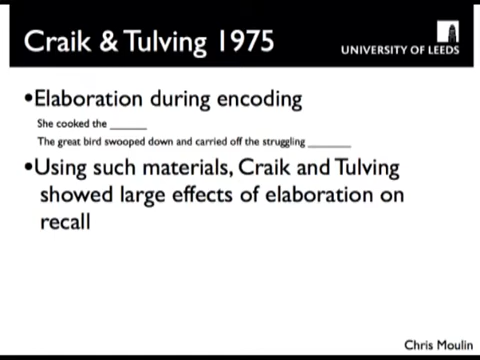 Craik & Tulving 1975
UNIVERSITY OF LEEDS
•Elaboration during encoding
She cooked the ______
The great bird swooped down and carried off the struggling _______
•Using such materials, Craik and Tulving
showed large effects of elaboration on
recall
Chris Moulin